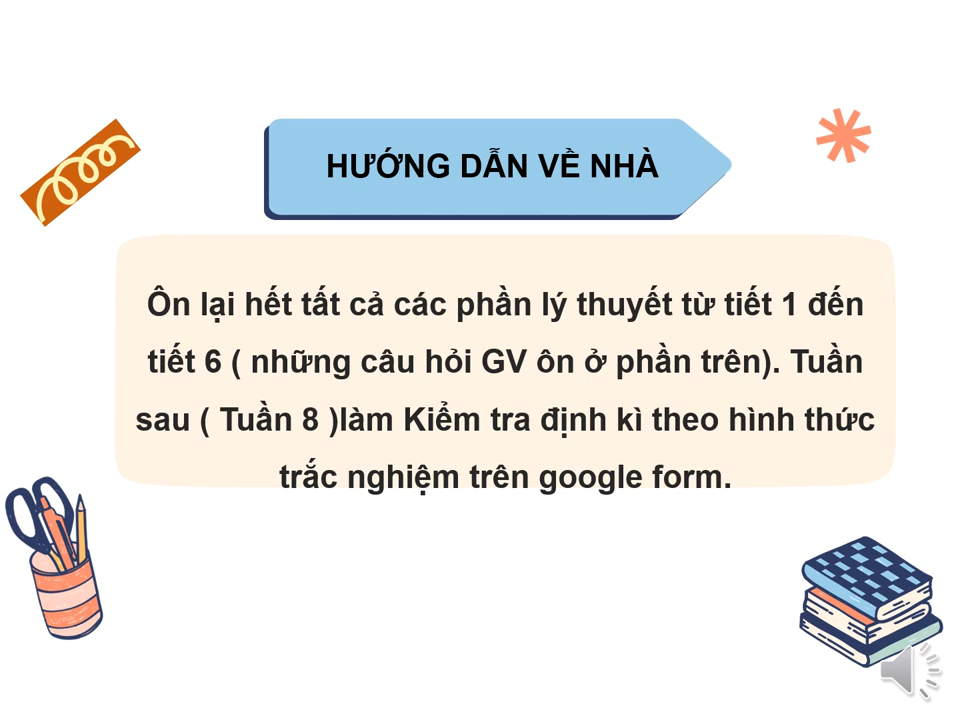 HƯỚNG DẪN VỀ NHÀ
Ôn lại hết tất cả các phần lý thuyết từ tiết 1 đến
tiết 6 ( những câu hỏi GV ôn ở phần trên). Tuần
sau ( Tuần 8 )làm Kiểm tra định kì theo hình thức
trắc nghiệm trên google form.